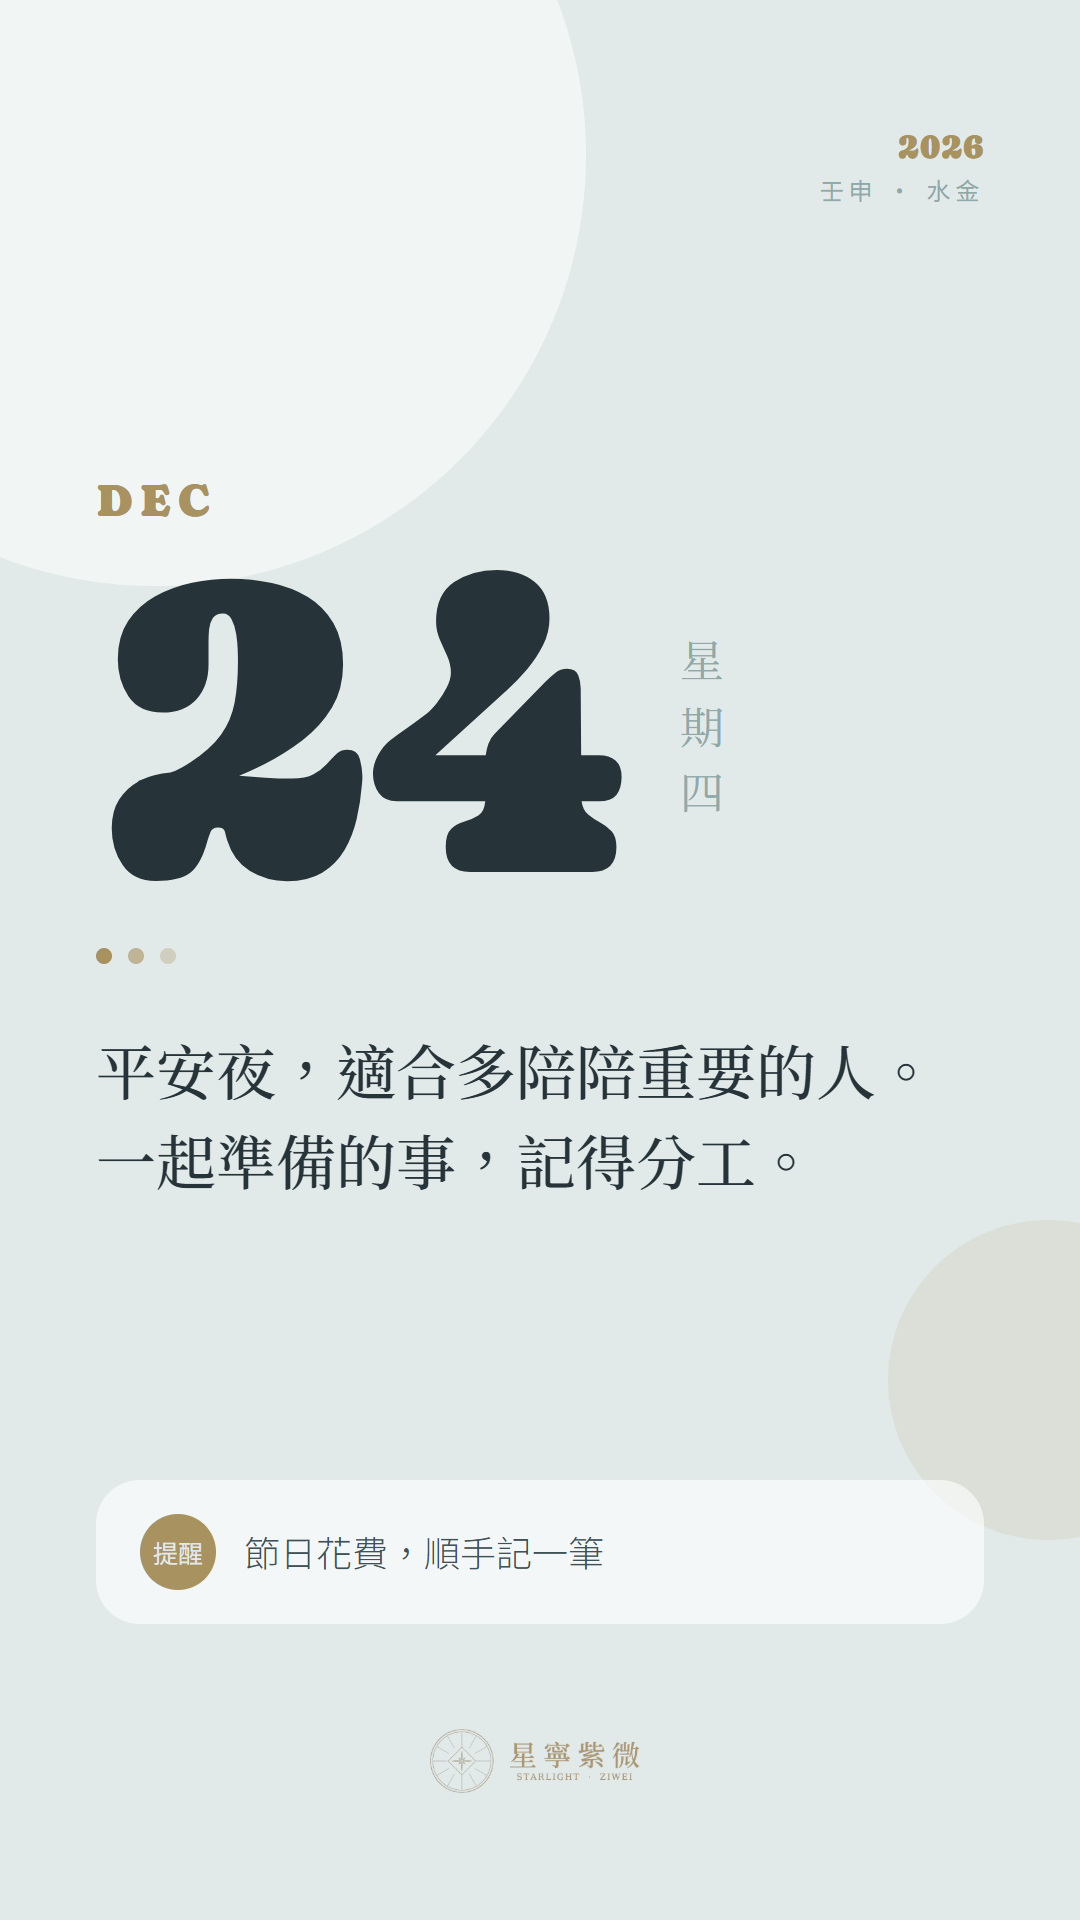 2026
壬申 · 水金
DEC
24
星期四
平安夜，適合多陪陪重要的人。
一起準備的事，記得分工。
提醒
節日花費，順手記一筆
星寧紫微
STARLIGHT · ZIWEI